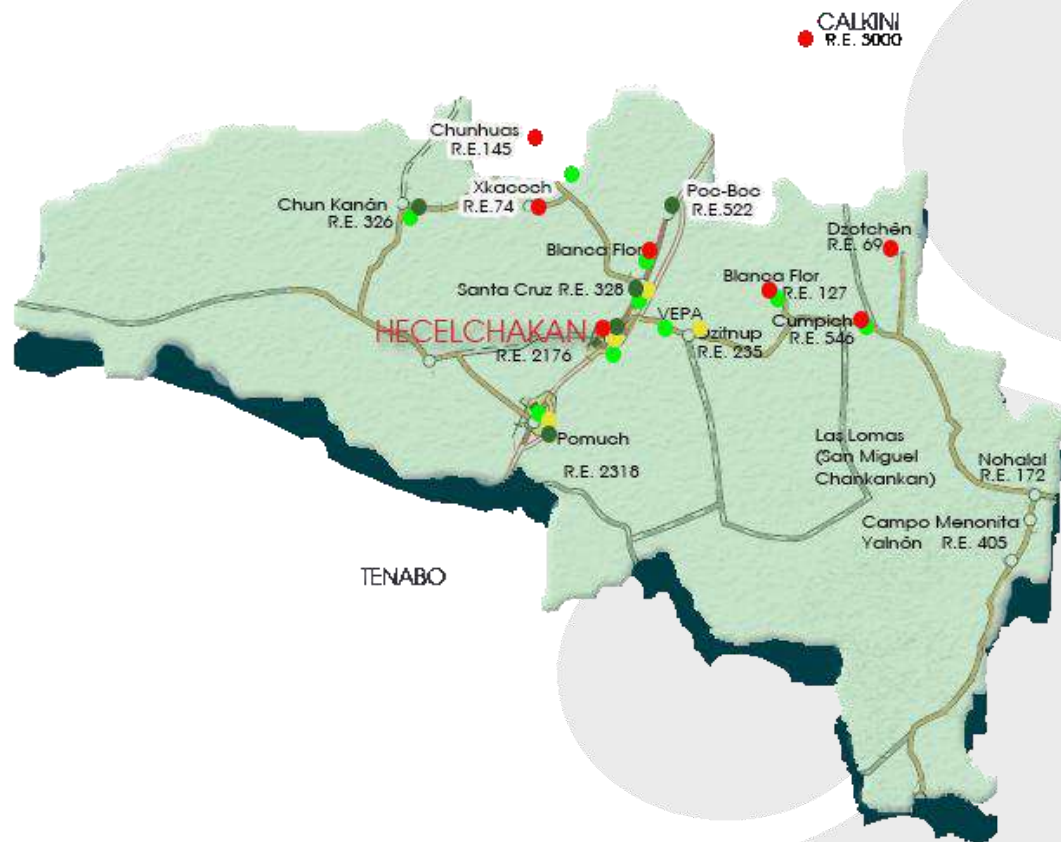 CALKINI
R.E. 3000
Chunhuas
R.E.145
Chun Kanán
R.E. 326
Xkacoch
R.E.74
Poc-Boc
R.E.522
Dzotchén
R.E. 69
Blanca Flor
Blanca Flor
R.E. 127
Santa Cruz R.E. 328
VEPA
Cumpich
R.E. 546
HECELCHAKAN
R.E. 2176
Dzitnup
R.E. 235
Pomuch
R.E. 2318
Las Lomas
(San Miguel
Chankankan)
Nohalal
R.E. 172
Campo Menonita
Yalnón R.E. 405
TENABO